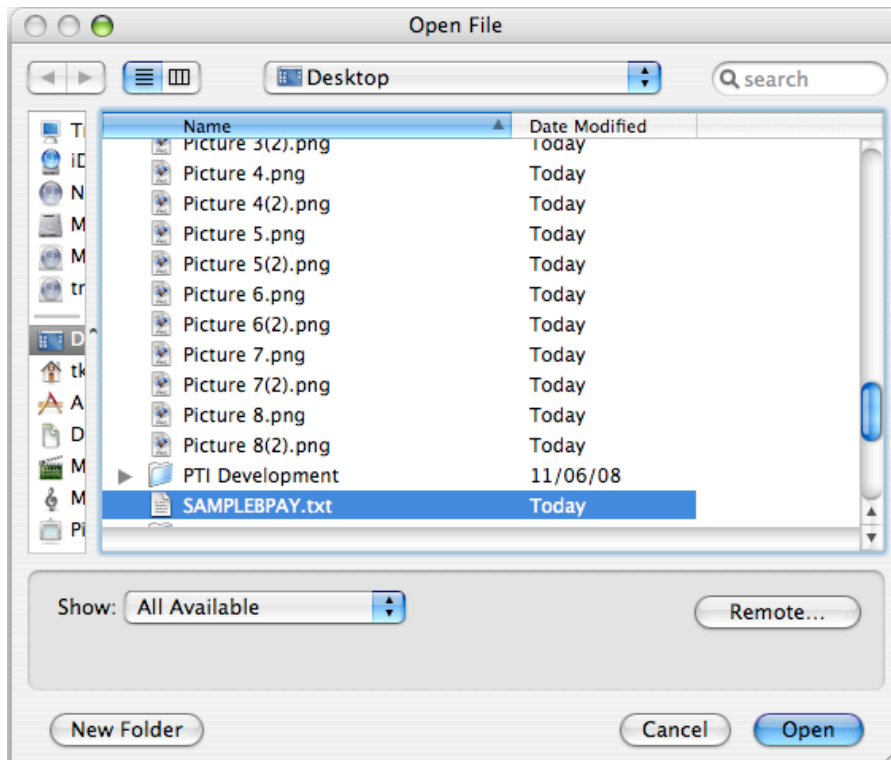 Open File
Desktop
search
Name Date Modified
Picture 3(2).png Today
Picture 4.png Today
Picture 4(2).png Today
Picture 5.png Today
Picture 5(2).png Today
Picture 6.png Today
Picture 6(2).png Today
Picture 7.png Today
Picture 7(2).png Today
Picture 8.png Today
Picture 8(2).png Today
PTI Development 11/06/08
SAMPLEBPAY.txt Today
N
M
M
tr
D
tk
A
D
M
M
Pi
Show: All Available
Remote...
New Folder Cancel Open